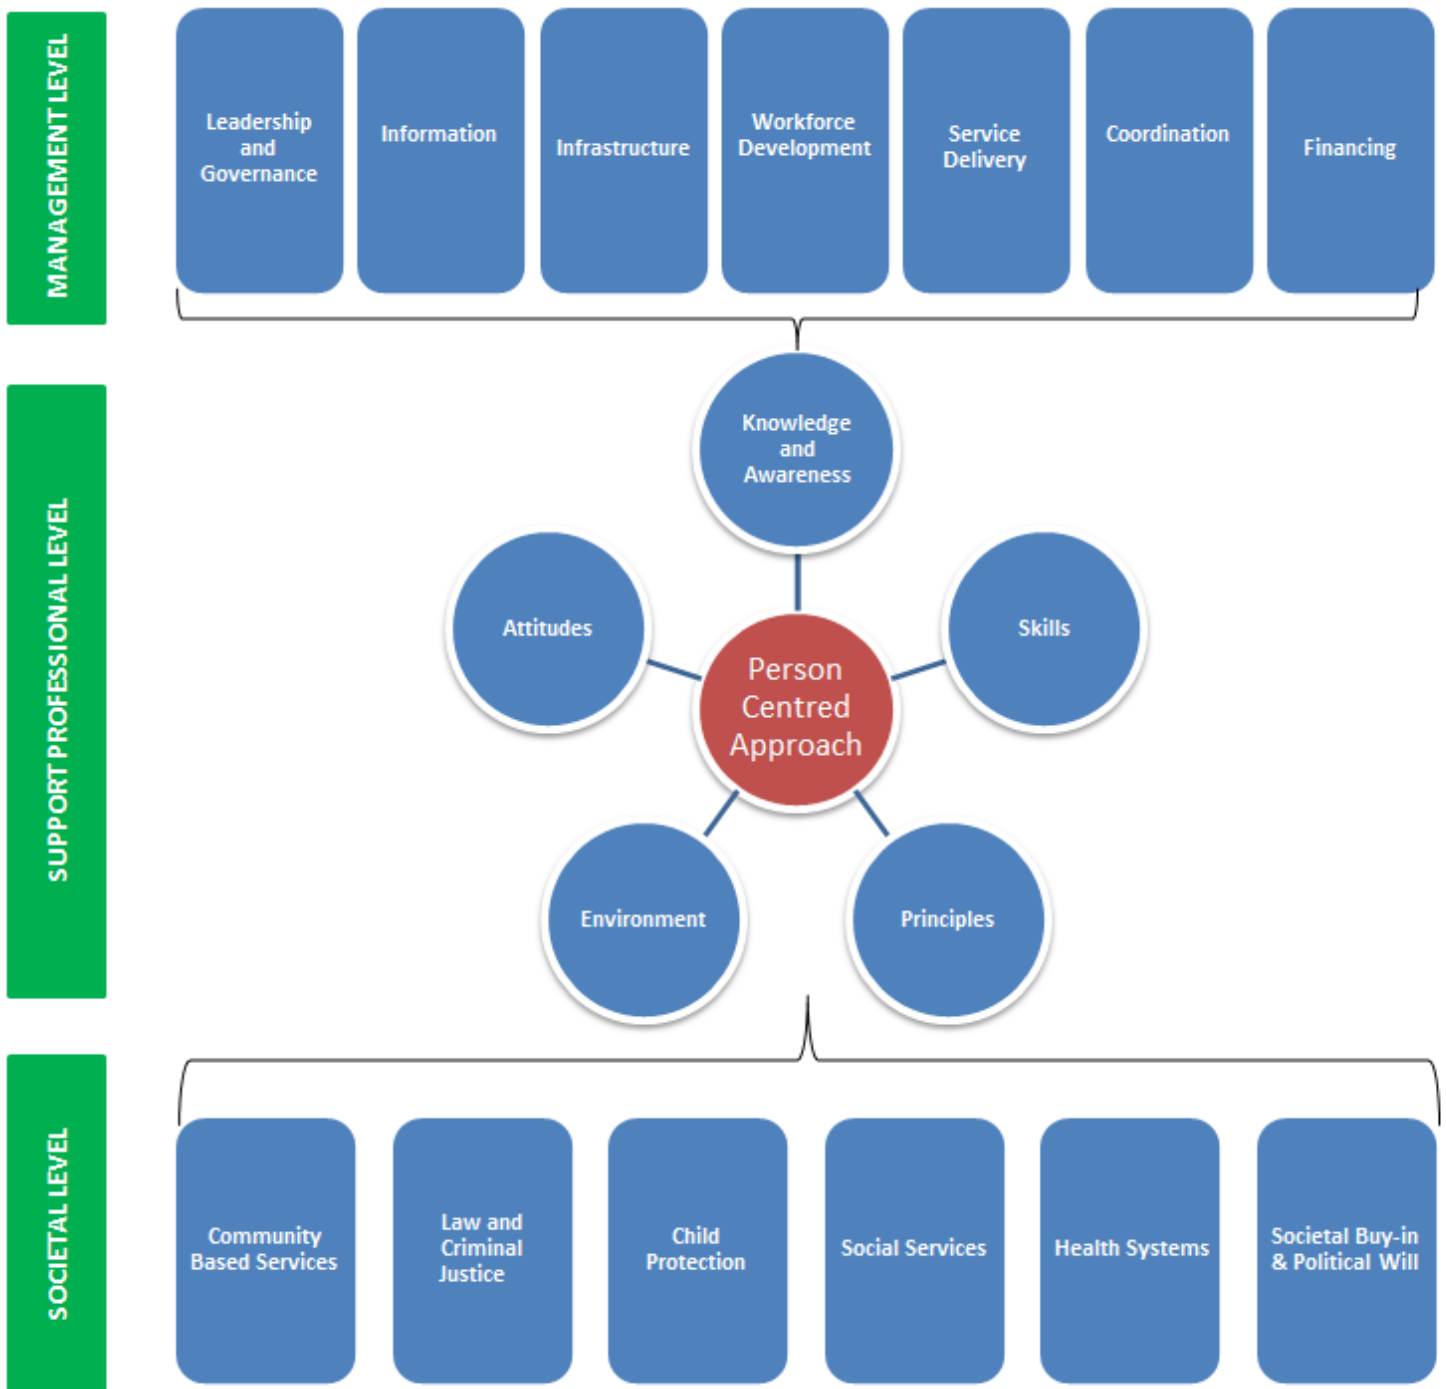 MANAGEMENT LEVEL
Leadership
and
Governance
Information
Infrastructure
Workforce
Development
Service
Delivery
Coordination
Financing
SUPPORT PROFESSIONAL LEVEL
Knowledge
and
Awareness
Attitudes
Skills
Person
Centred
Approach
Environment
Principles
SOCIETAL LEVEL
Community
Based Services
Law and
Criminal
Justice
Child
Protection
Social Services
Health Systems
Societal Buy-in
& Political Will